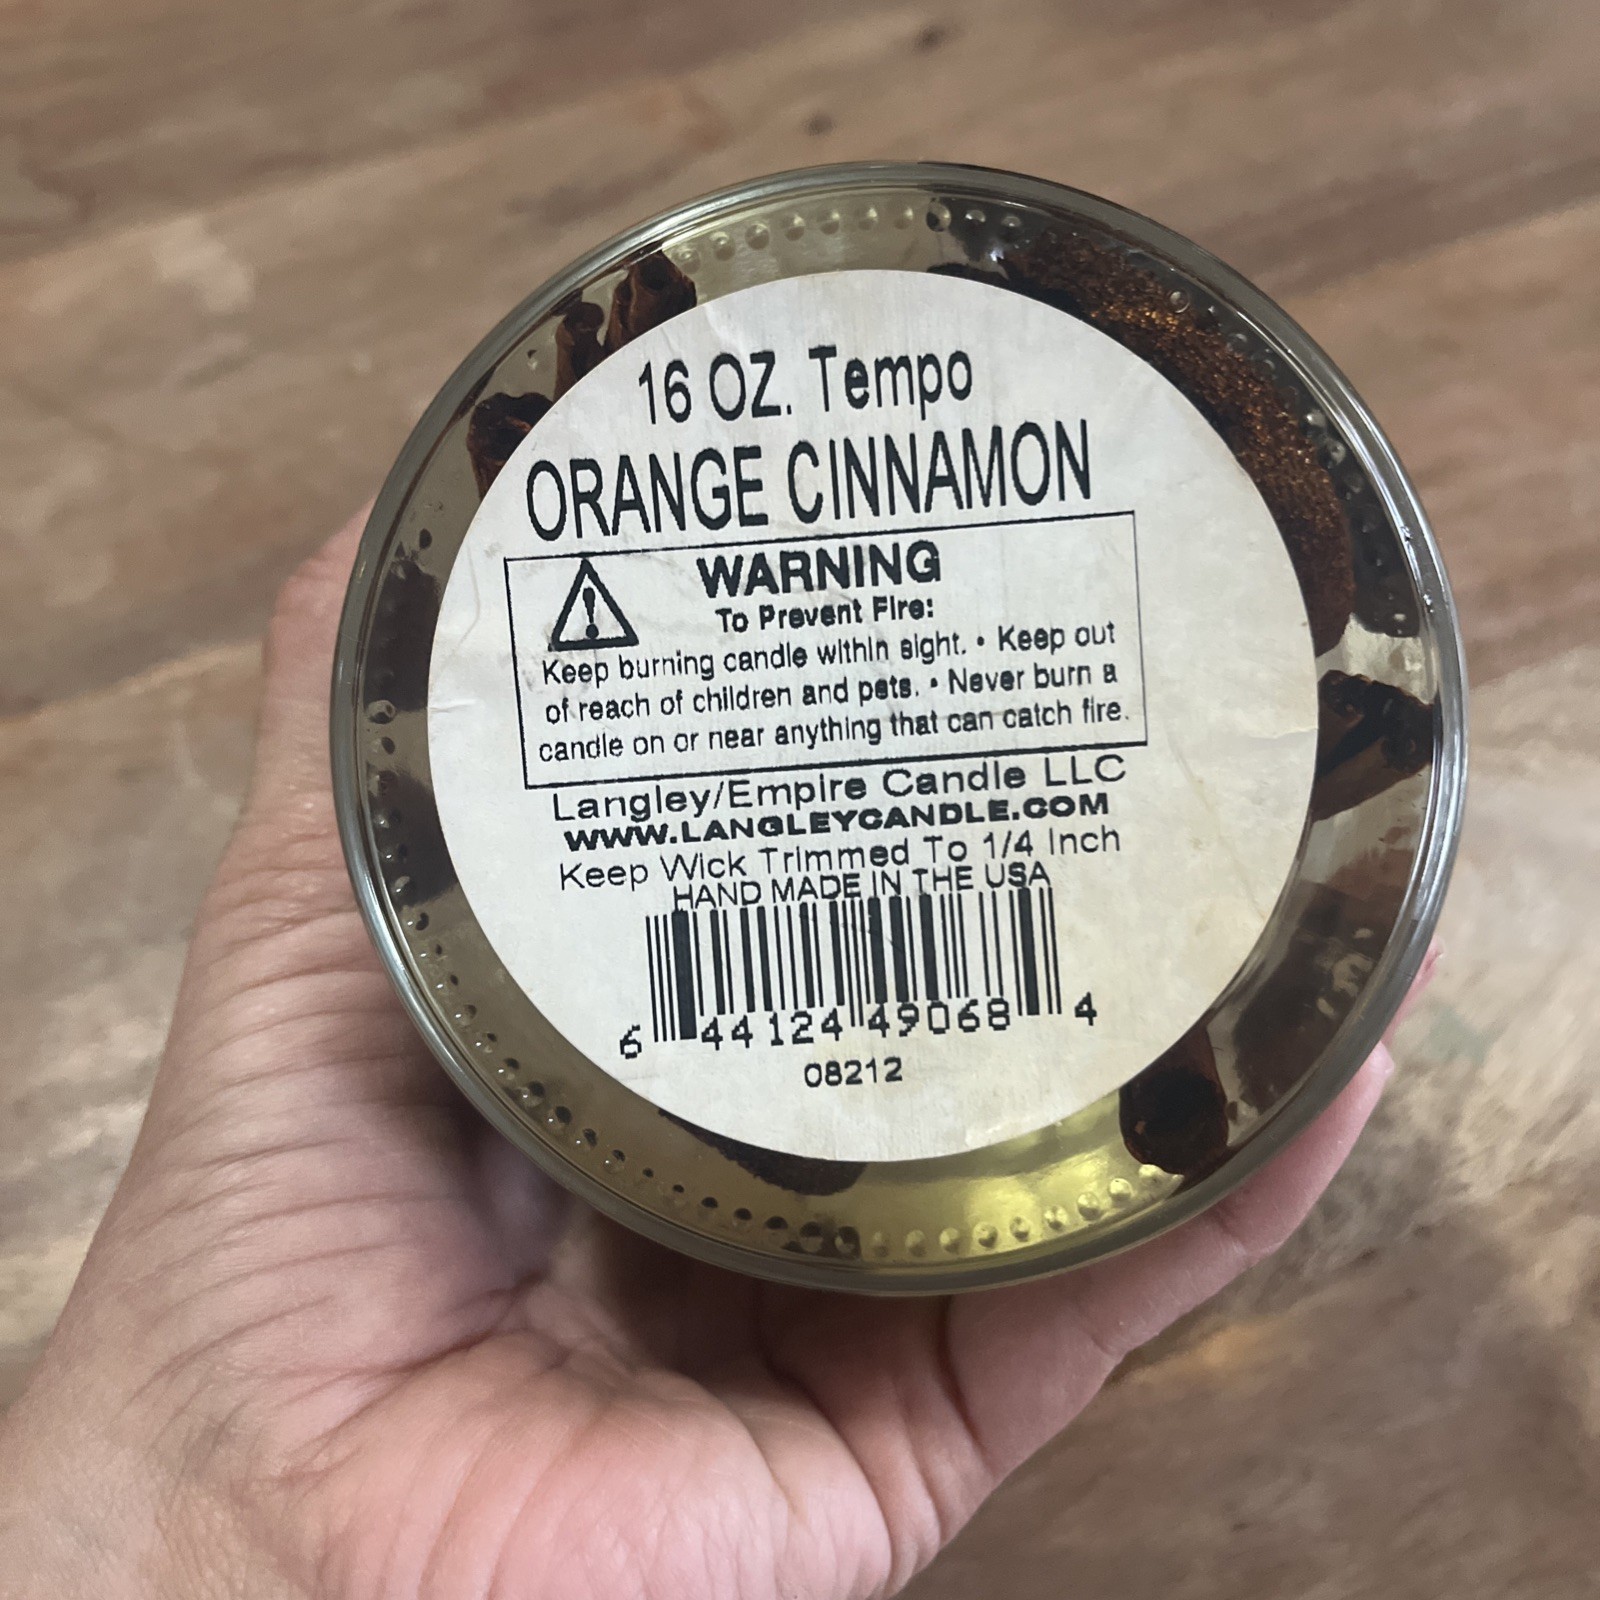 16 OZ. Tempo
ORANGE CINNAMON
WARNING
To Prevent Fire:
Keep burning candle within sight. • Keep out
of reach of children and pets. • Never burn a
candle on or near anything that can catch fire.
Langley/Empire Candle LLC
WWW.LANGLEYCANDLE.COM
Keep Wick Trimmed To 1/4 Inch
HAND MADE IN THE USA
6 44124 49068 4
08212